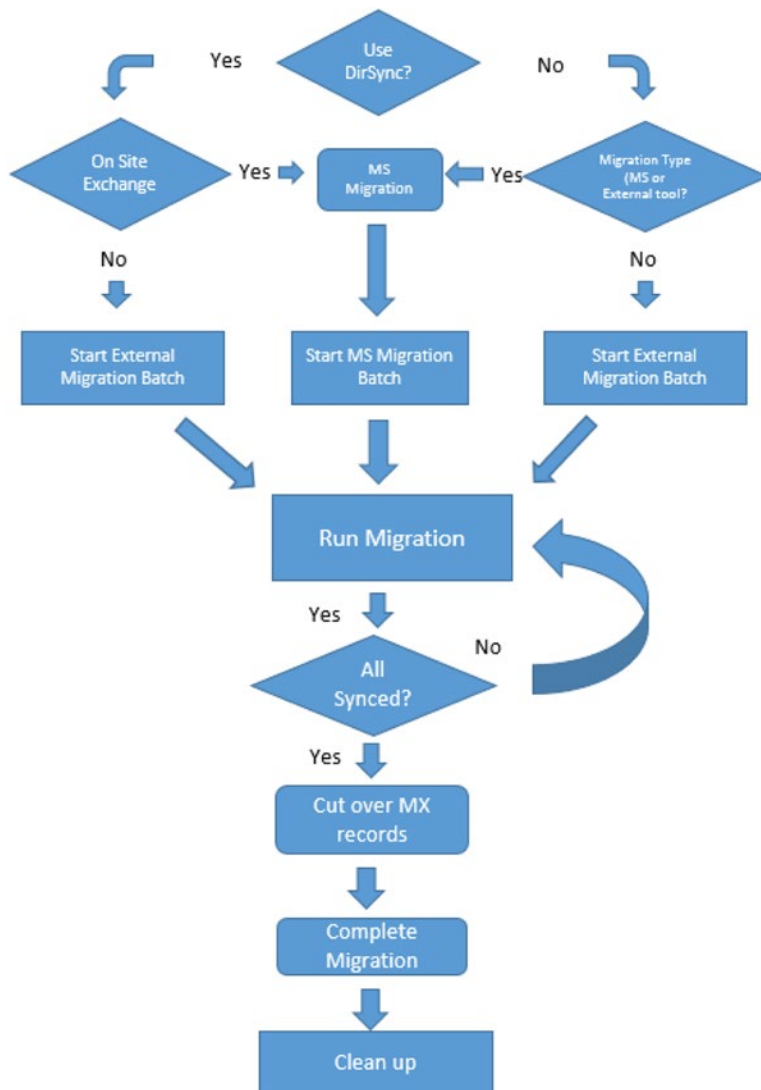 Use
DirSync?
Yes
No
On Site
Exchange
Yes
MS
Migration
Yes
Migration Type
(MS or
External tool?
No
No
Start External
Migration Batch
Start MS Migration
Batch
Start External
Migration Batch
Run Migration
Yes
No
All
Synced?
Yes
Cut over MX
records
Complete
Migration
Clean up